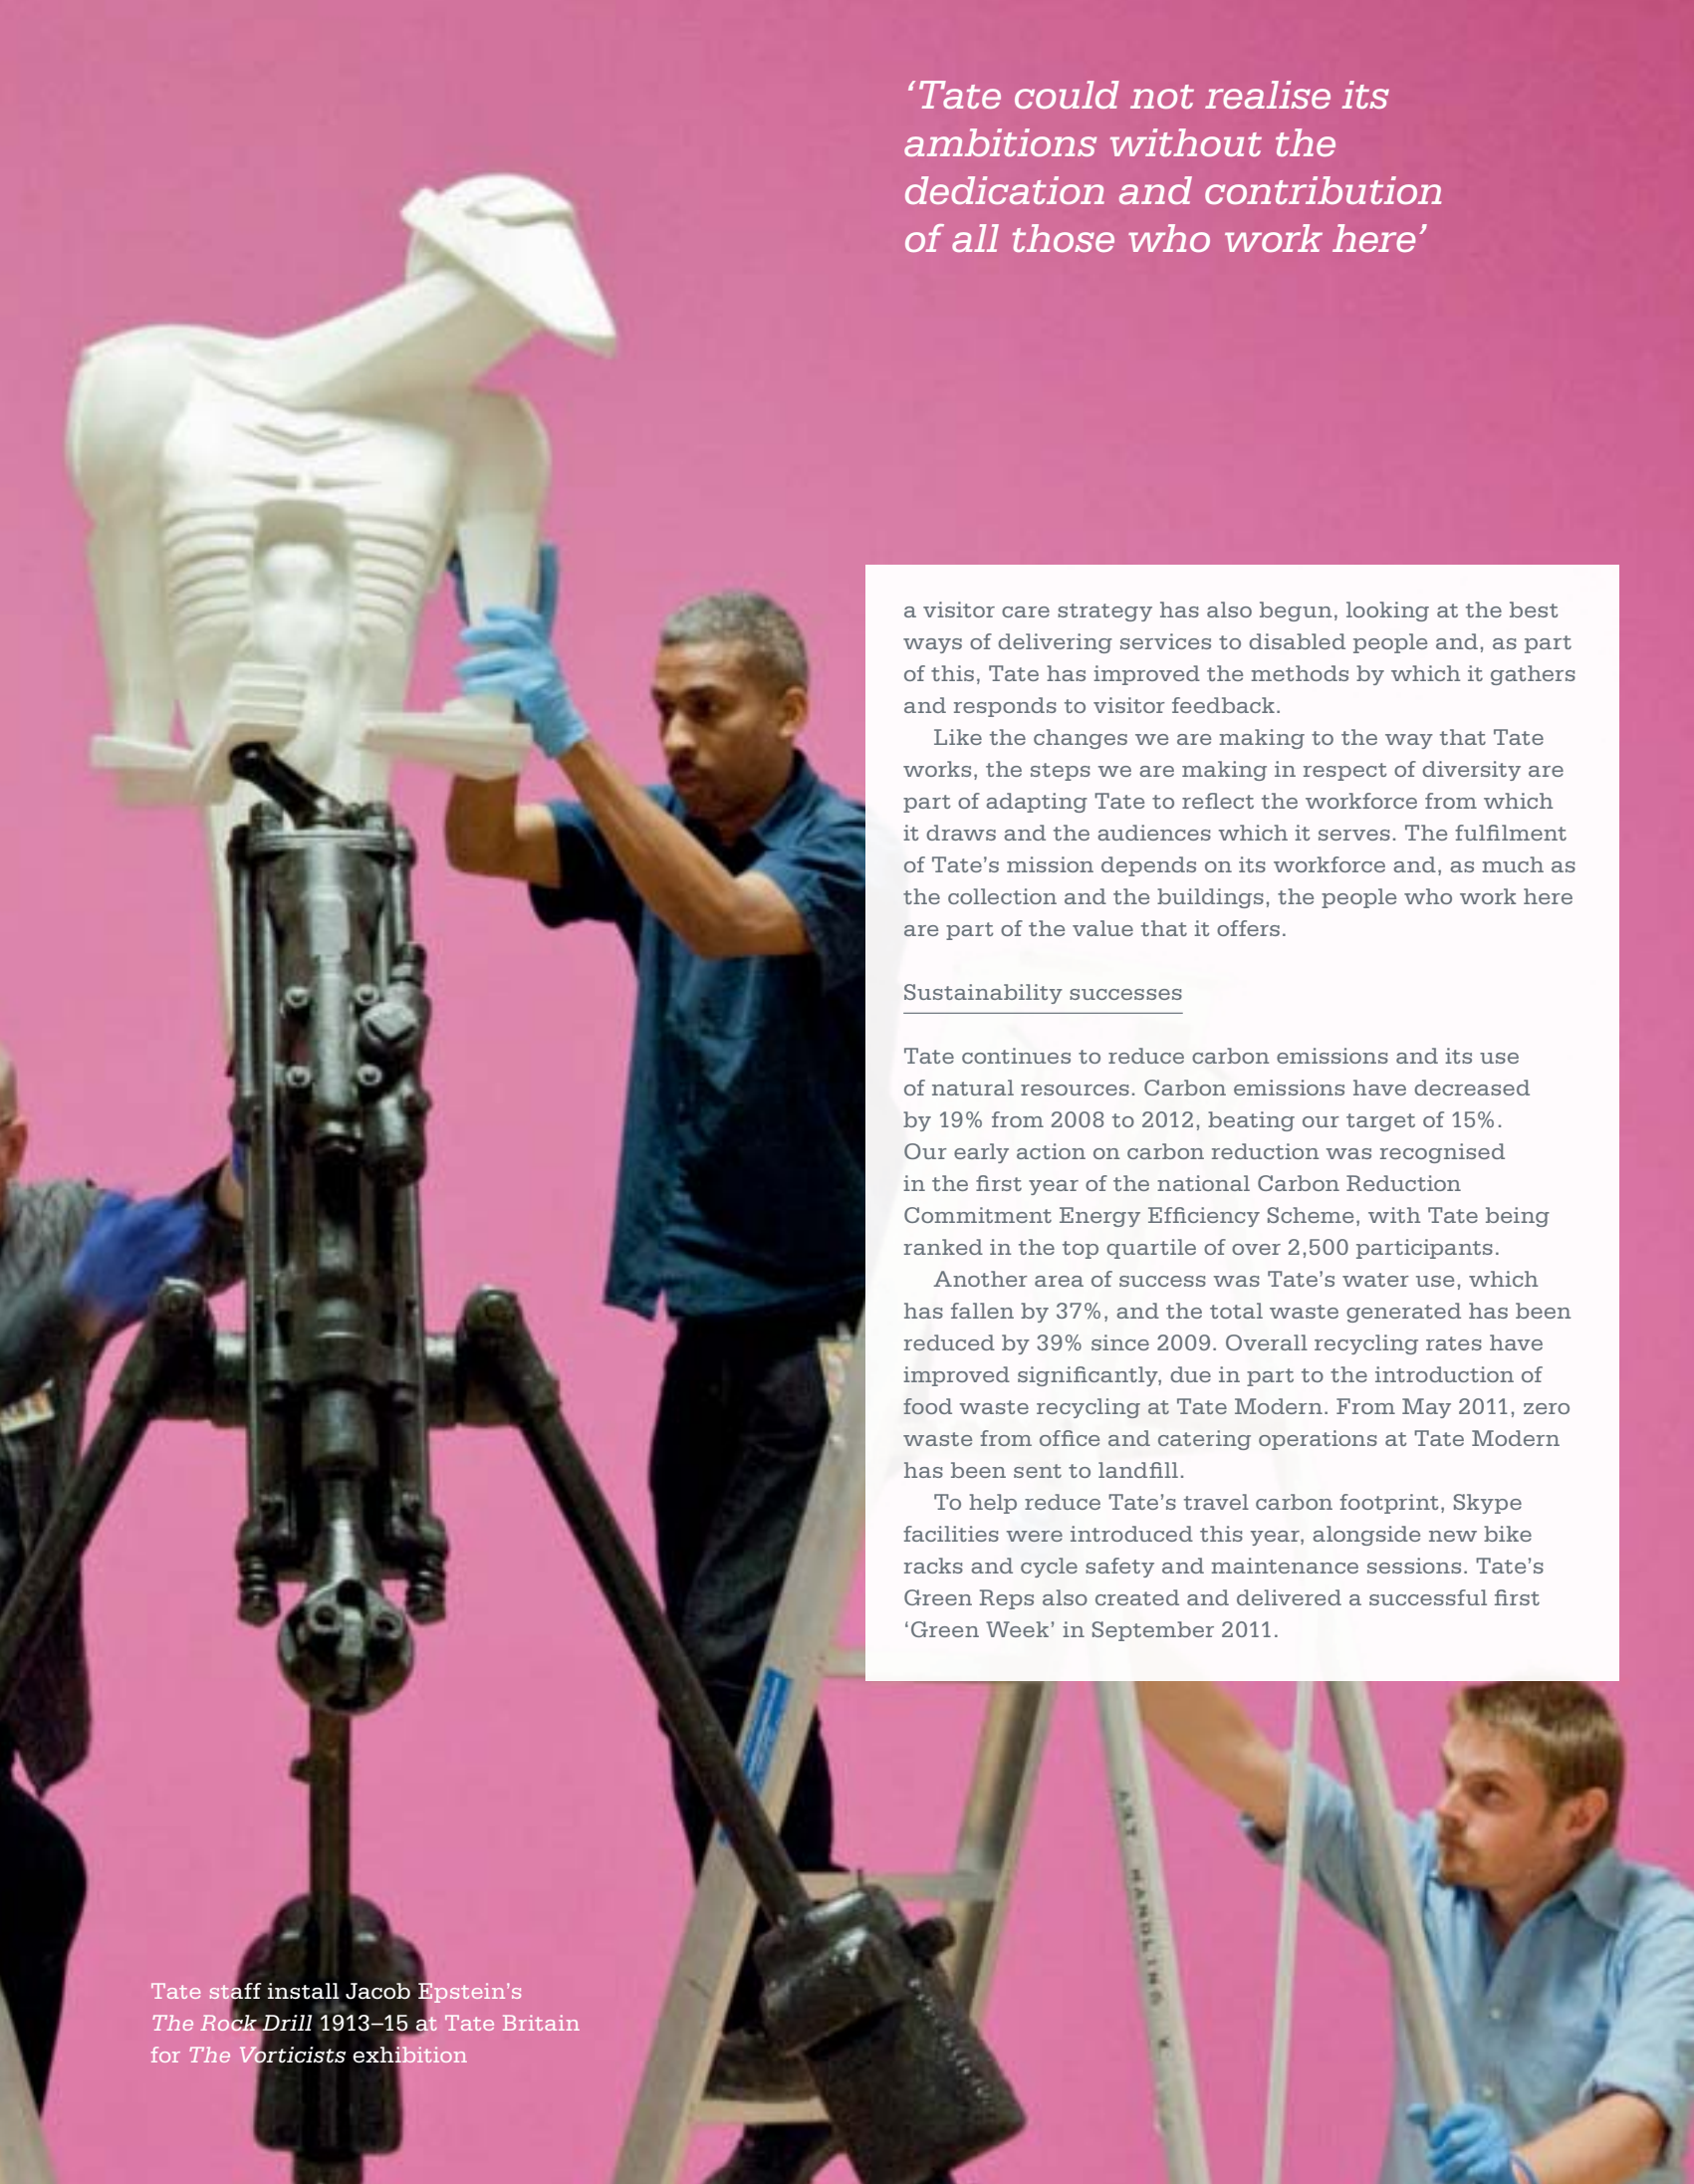 ‘Tate could not realise its
ambitions without the
dedication and contribution
of all those who work here’
a visitor care strategy has also begun, looking at the best
ways of delivering services to disabled people and, as part
of this, Tate has improved the methods by which it gathers
and responds to visitor feedback.
Like the changes we are making to the way that Tate
works, the steps we are making in respect of diversity are
part of adapting Tate to reflect the workforce from which
it draws and the audiences which it serves. The fulfilment
of Tate’s mission depends on its workforce and, as much as
the collection and the buildings, the people who work here
are part of the value that it offers.
Sustainability successes
Tate continues to reduce carbon emissions and its use
of natural resources. Carbon emissions have decreased
by 19% from 2008 to 2012, beating our target of 15%.
Our early action on carbon reduction was recognised
in the first year of the national Carbon Reduction
Commitment Energy Efficiency Scheme, with Tate being
ranked in the top quartile of over 2,500 participants.
Another area of success was Tate’s water use, which
has fallen by 37%, and the total waste generated has been
reduced by 39% since 2009. Overall recycling rates have
improved significantly, due in part to the introduction of
food waste recycling at Tate Modern. From May 2011, zero
waste from office and catering operations at Tate Modern
has been sent to landfill.
To help reduce Tate’s travel carbon footprint, Skype
facilities were introduced this year, alongside new bike
racks and cycle safety and maintenance sessions. Tate’s
Green Reps also created and delivered a successful first
‘Green Week’ in September 2011.
ART HANDLING
Tate staff install Jacob Epstein’s
The Rock Drill 1913–15 at Tate Britain
for The Vorticists exhibition